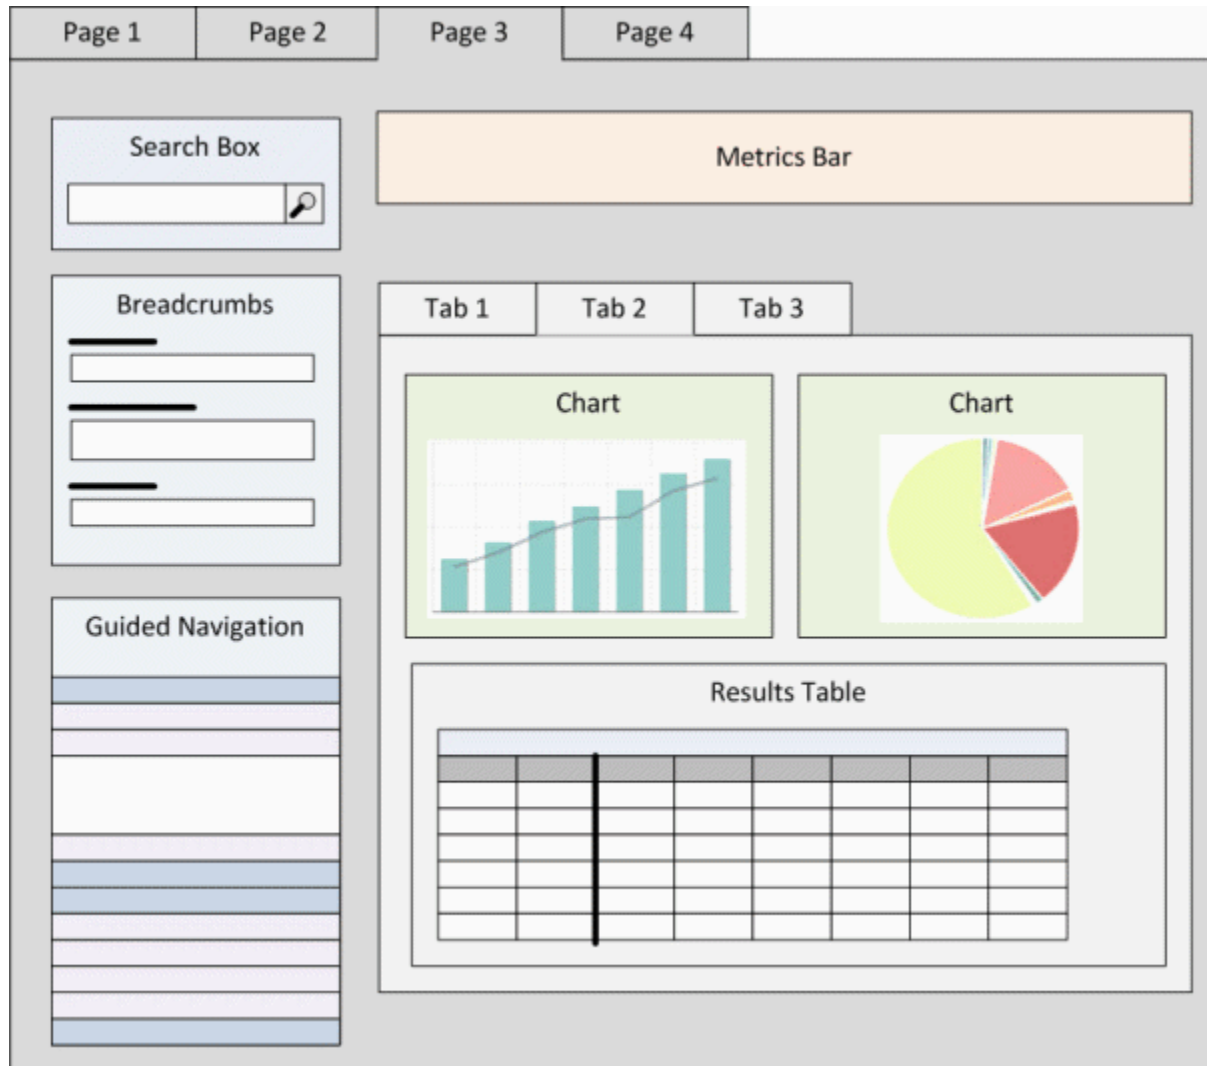 Page 1
Page 2
Page 3
Page 4
Search Box
Metrics Bar
Breadcrumbs
Tab 1
Tab 2
Tab 3
Chart
Chart
Guided Navigation
Results Table